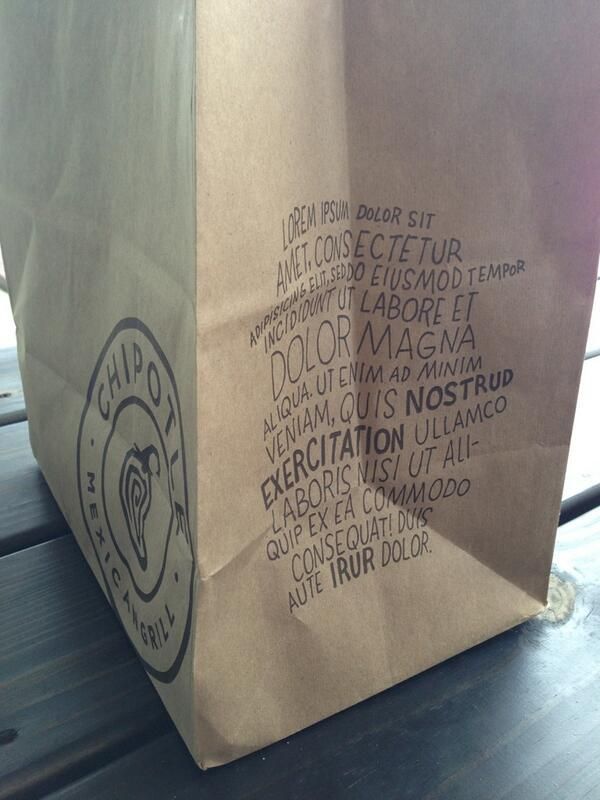 CHIPOTLE
MEXICAN GRILL
LOREM IPSUM DOLOR SIT
AMET, CONSECTETUR
ADIPISICING ELIT, SED DO EIUSMOD TEMPOR
INCIDIDUNT UT LABORE ET
DOLOR MAGNA
ALIQUA. UT ENIM AD MINIM
VENIAM, QUIS NOSTRUD
EXERCITATION ULLAMCO
LABORIS NISI UT ALI-
QUIP EX EA COMMODO
CONSEQUAT! DUIS
AUTE IRUR DOLOR.